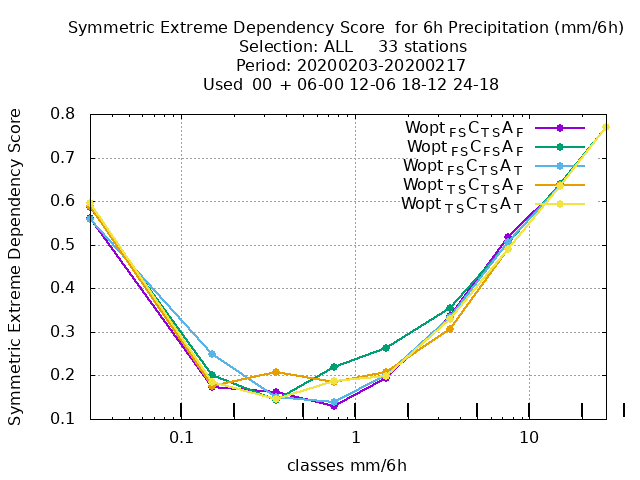 Symmetric Extreme Dependency Score for 6h Precipitation (mm/6h)
Selection: ALL 33 stations
Period: 20200203-20200217
Used 00 + 06-00 12-06 18-12 24-18
Symmetric Extreme Dependency Score
0.8
0.7
0.6
0.5
0.4
0.3
0.2
0.1
Wopt FS C TS A F
Wopt FS C FS A F
Wopt FS C TS A T
Wopt TS C TS A F
Wopt TS C TS A T
0.1 1 10
classes mm/6h